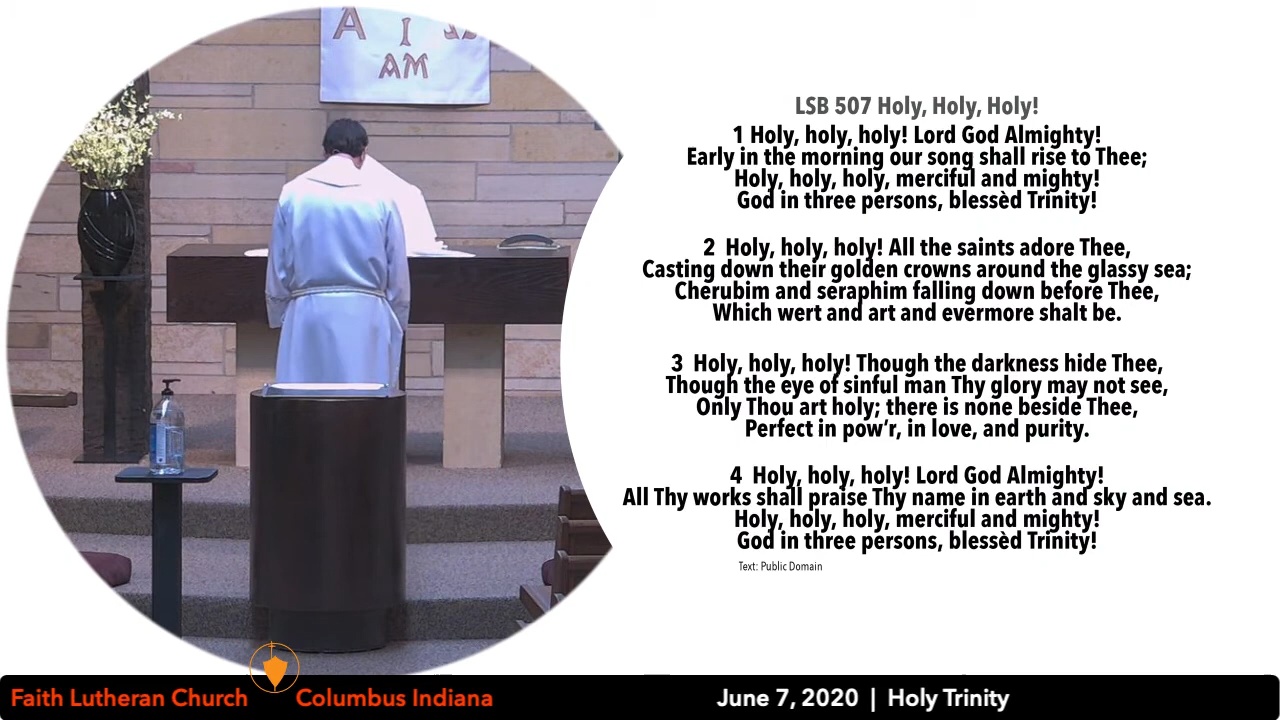 A I
AM
LSB 507 Holy, Holy, Holy!
1 Holy, holy, holy! Lord God Almighty!
Early in the morning our song shall rise to Thee;
Holy, holy, holy, merciful and mighty!
God in three persons, blessèd Trinity!
2 Holy, holy, holy! All the saints adore Thee,
Casting down their golden crowns around the glassy sea;
Cherubim and seraphim falling down before Thee,
Which wert and art and evermore shalt be.
3 Holy, holy, holy! Though the darkness hide Thee,
Though the eye of sinful man Thy glory may not see,
Only Thou art holy; there is none beside Thee,
Perfect in pow’r, in love, and purity.
4 Holy, holy, holy! Lord God Almighty!
All Thy works shall praise Thy name in earth and sky and sea.
Holy, holy, holy, merciful and mighty!
God in three persons, blessèd Trinity!
Text: Public Domain
Faith Lutheran Church Columbus Indiana
June 7, 2020 | Holy Trinity